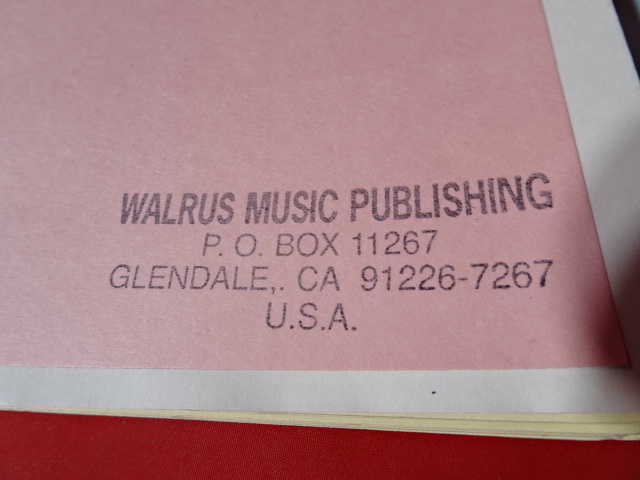 WALRUS MUSIC PUBLISHING
P. O. BOX 11267
GLENDALE,. CA 91226-7267
U.S.A.